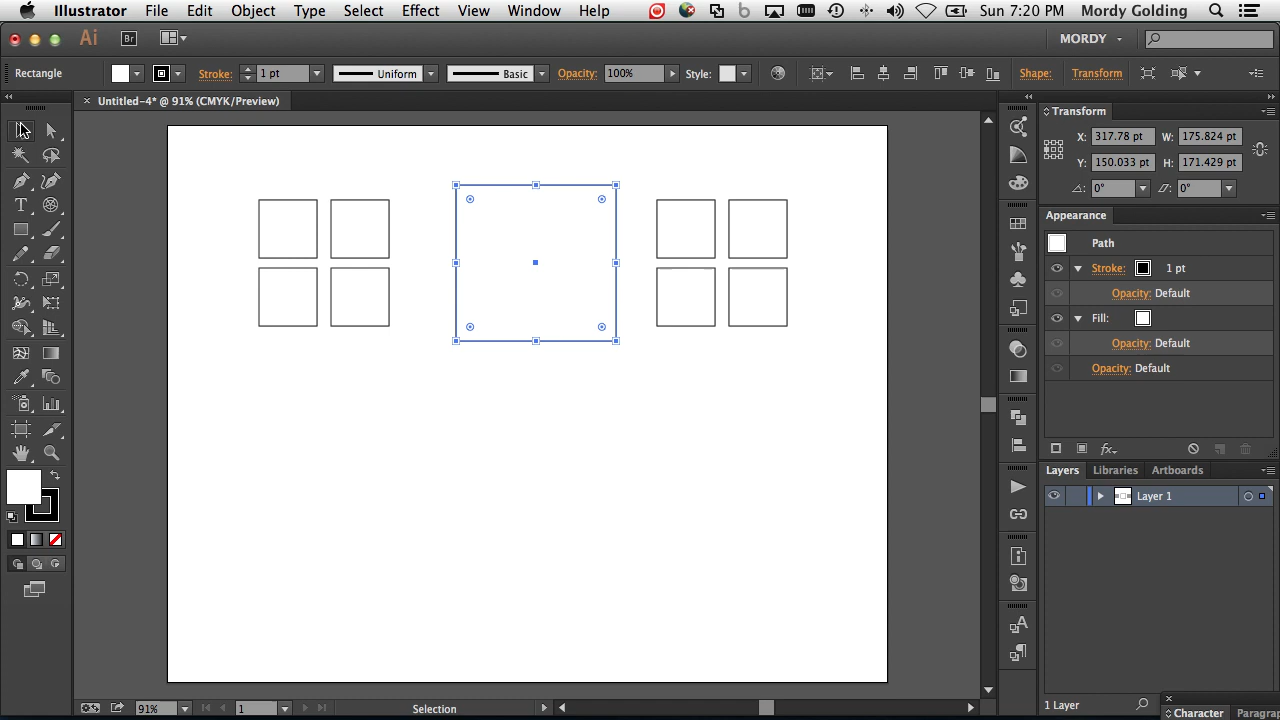 Illustrator File Edit Object Type Select Effect View Window Help Sun 7:20 PM Mordy Golding
Ai Br MORDY
Rectangle Stroke: 1 pt Uniform Basic Opacity: 100% Style: Shape: Transform
Untitled-4* @ 91% (CMYK/Preview)
Transform
X: 317.78 pt W: 175.824 pt
Y: 150.033 pt H: 171.429 pt
0° 0°
Appearance
Path
Stroke: 1 pt
Opacity: Default
Fill:
Opacity: Default
Opacity: Default
fx
Layers Libraries Artboards
Layer 1
91% 1 Selection
1 Layer
Character Paragrap